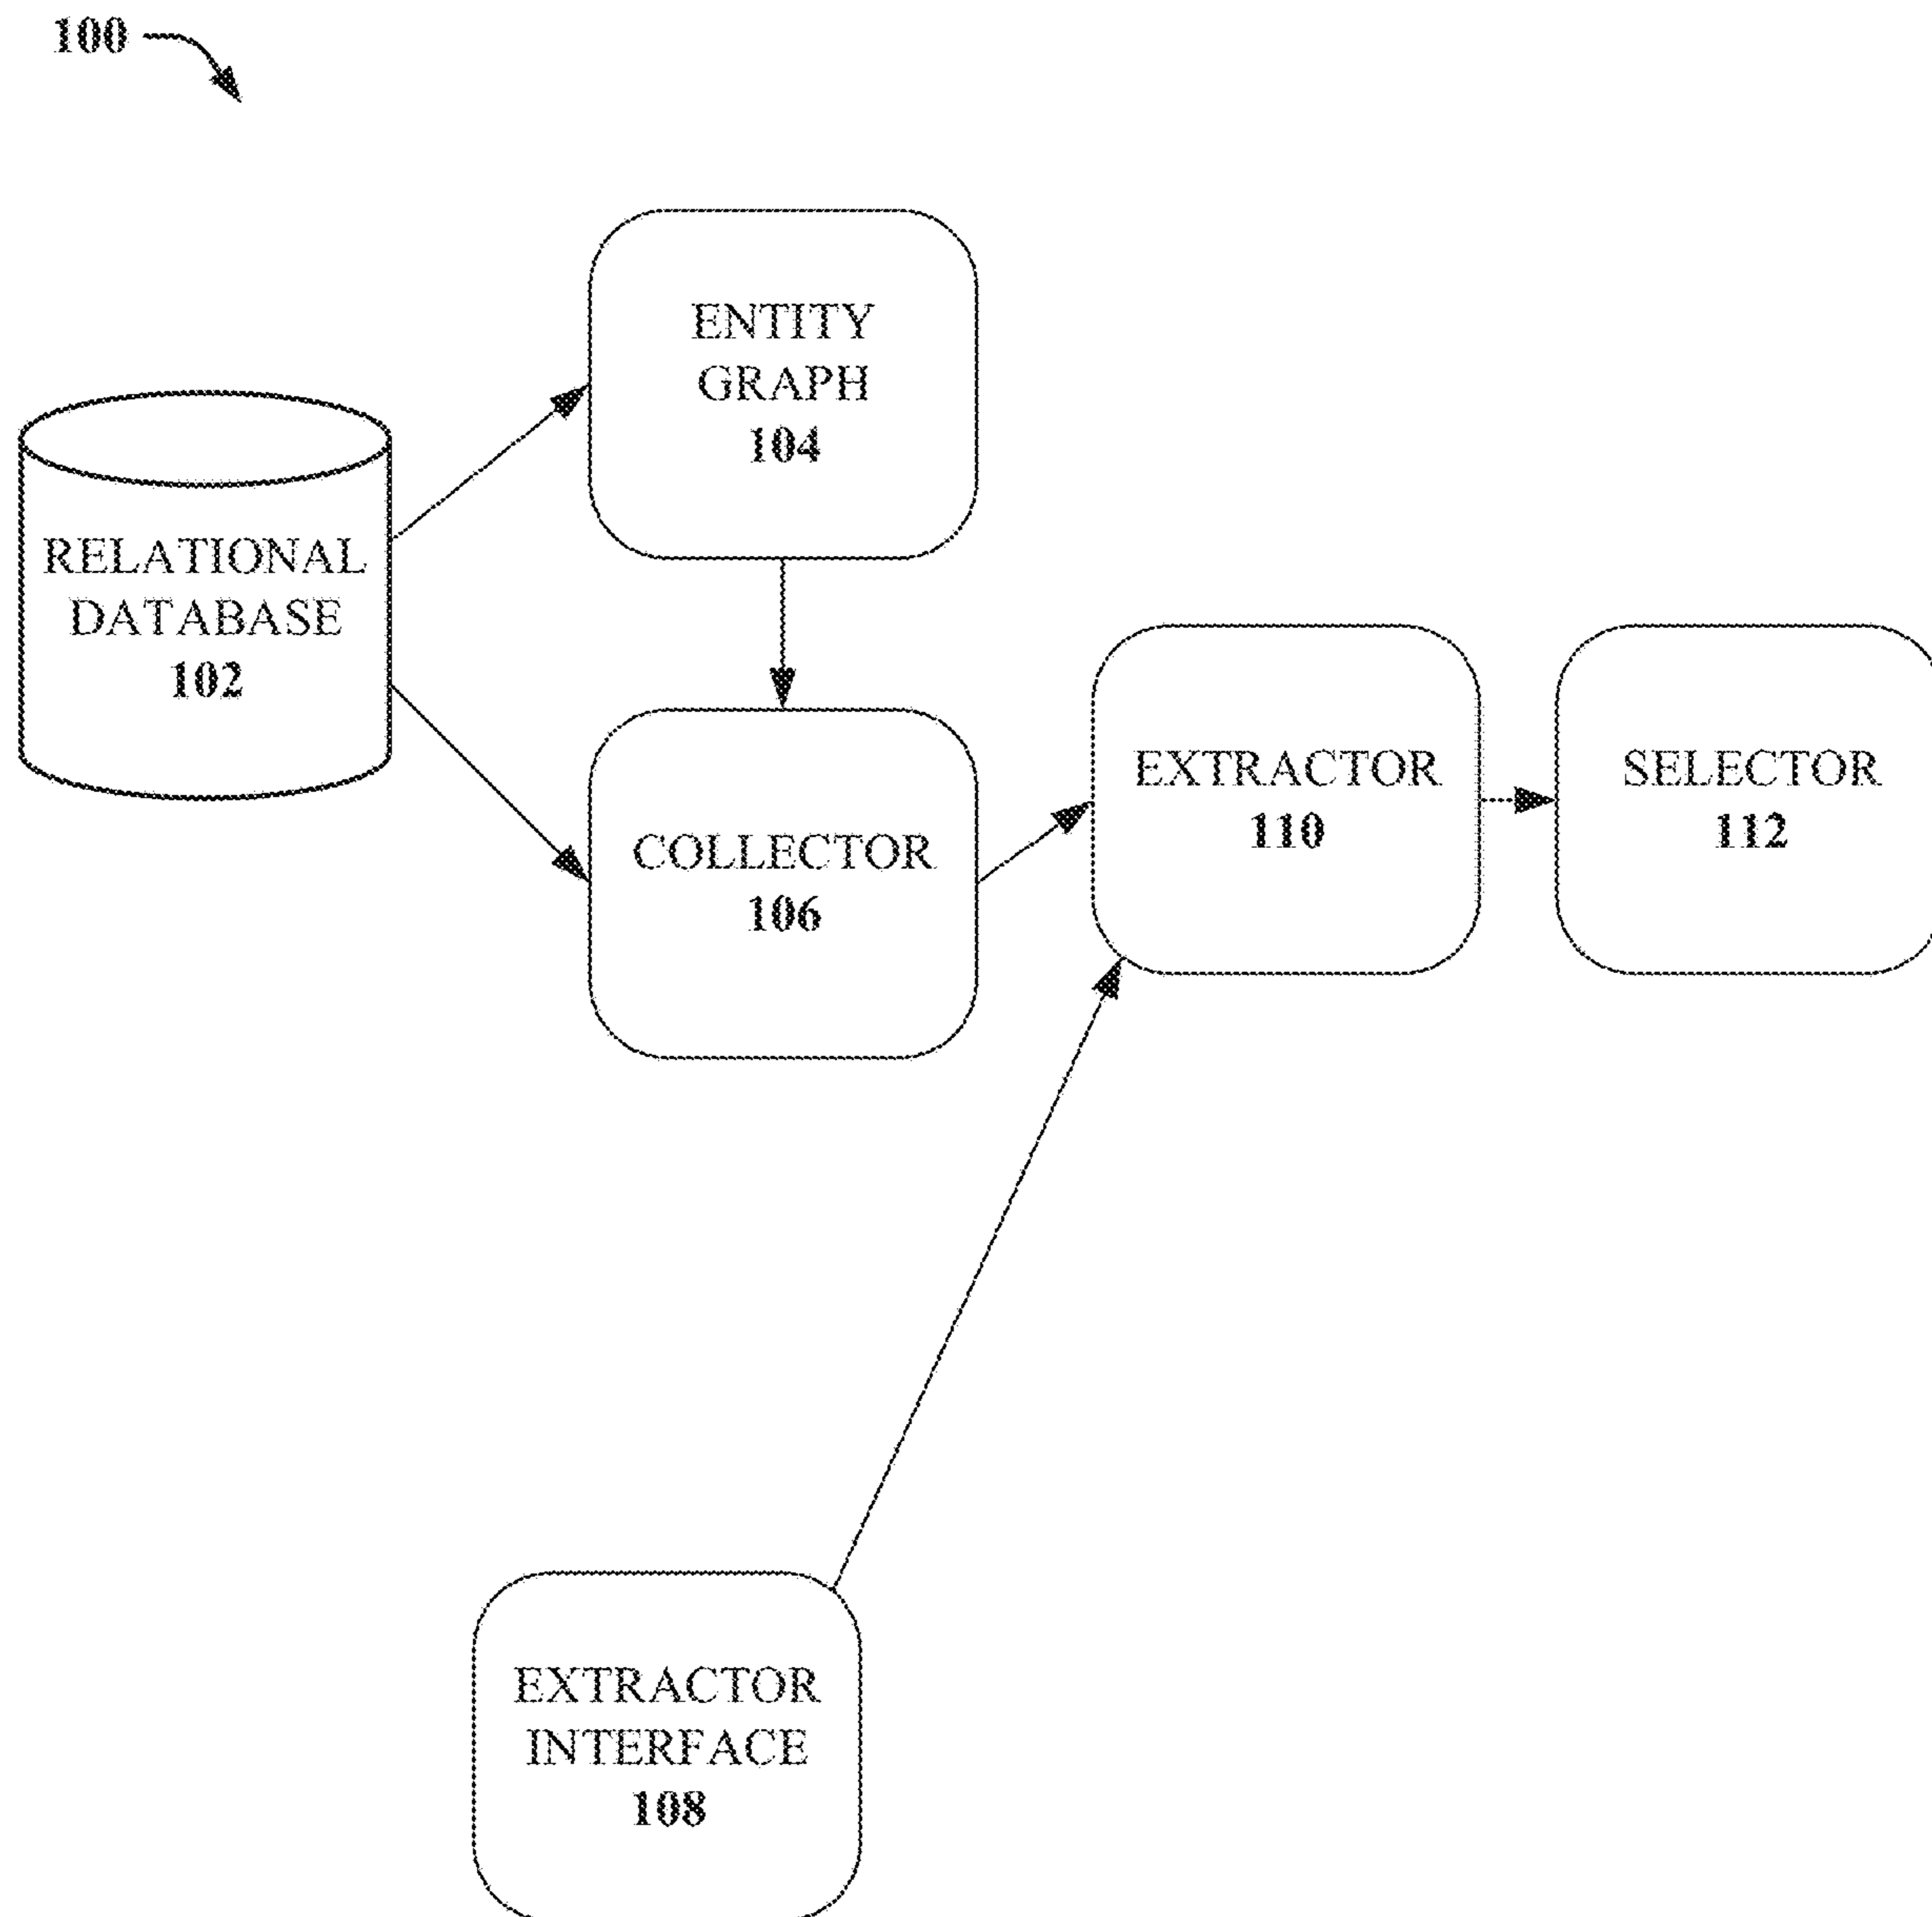 100
ENTITY
GRAPH
104
RELATIONAL
DATABASE
102
COLLECTOR
106
EXTRACTOR
110
SELECTOR
112
EXTRACTOR
INTERFACE
108